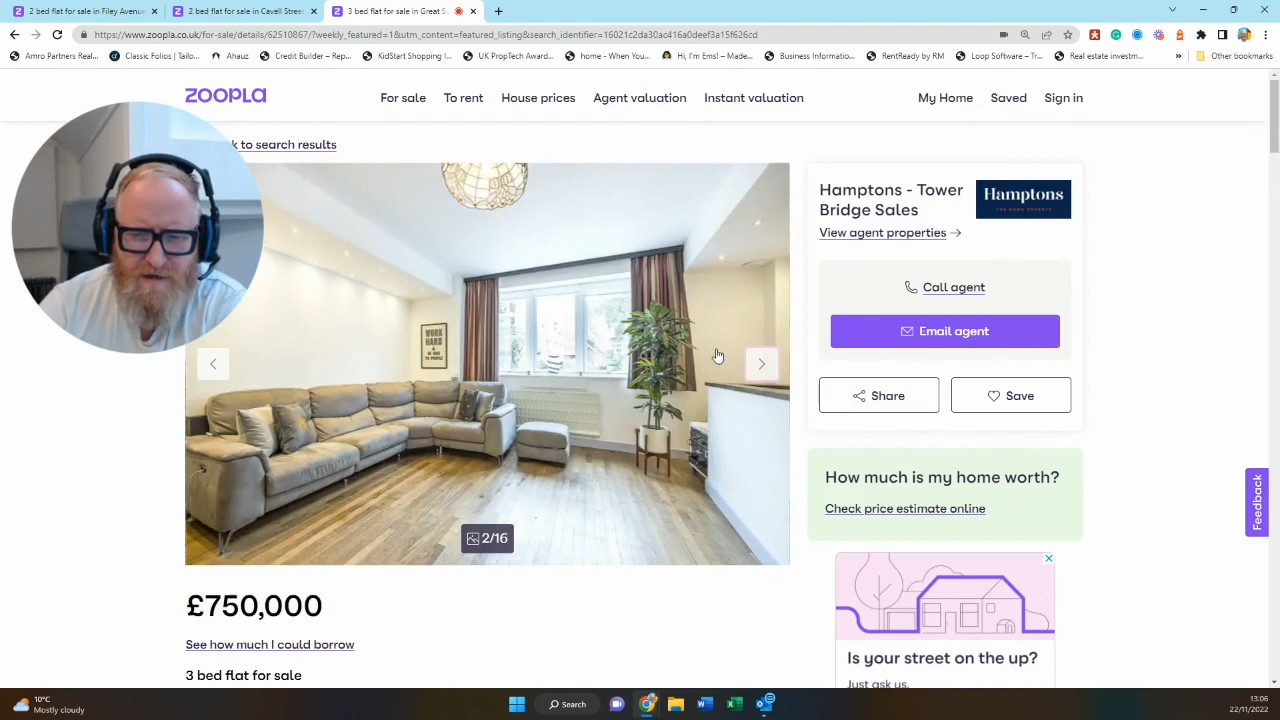 2 bed flat for sale in Filey Avenue
2 bed flat for sale in Cavell Street
3 bed flat for sale in Great S
https://www.zoopla.co.uk/for-sale/details/62510867/?weekly_featured=1&utm_content=featured_listing&search_identifier=16021c2da30ac416a0deef3a15f626cd
Amro Partners Real...
Classic Folios [Tailo...
Ahauz
Credit Builder – Rep...
KidStart Shopping I...
UK PropTech Award...
home - When You...
Hi, I'm Ems! – Made...
Business Informatio...
RentReady by RM
Loop Software – Tr...
Real estate investm...
Other bookmarks
ZOOPLA
For sale
To rent
House prices
Agent valuation
Instant valuation
My Home
Saved
Sign in
k to search results
WORK
HARD
& BE
NICE
TO PEOPLE
2/16
Hamptons - Tower
Bridge Sales
View agent properties
Hamptons
THE HOME EXPERTS
Call agent
Email agent
Share
Save
How much is my home worth?
Check price estimate online
Feedback
Is your street on the up?
Just ask us.
£750,000
See how much I could borrow
3 bed flat for sale
10°C
Mostly cloudy
Search
13:06
22/11/2022